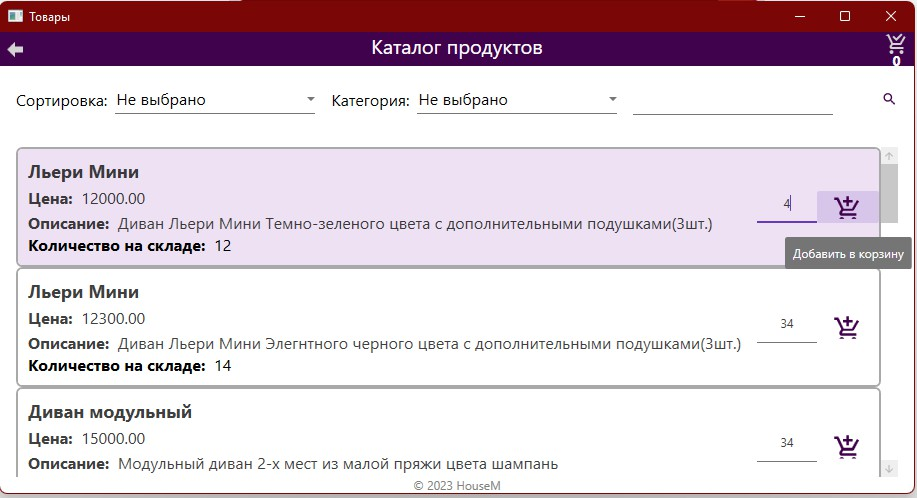 Товары
Каталог продуктов
0
Сортировка: Не выбрано Категория: Не выбрано
Льери Мини
Цена: 12000.00
4
Описание: Диван Льери Мини Темно-зеленого цвета с дополнительными подушками(3шт.)
Количество на складе: 12
Добавить в корзину
Льери Мини
Цена: 12300.00
34
Описание: Диван Льери Мини Элегнтного черного цвета с дополнительными подушками(3шт.)
Количество на складе: 14
Диван модульный
Цена: 15000.00
34
Описание: Модульный диван 2-х мест из малой пряжи цвета шампань
© 2023 HouseM